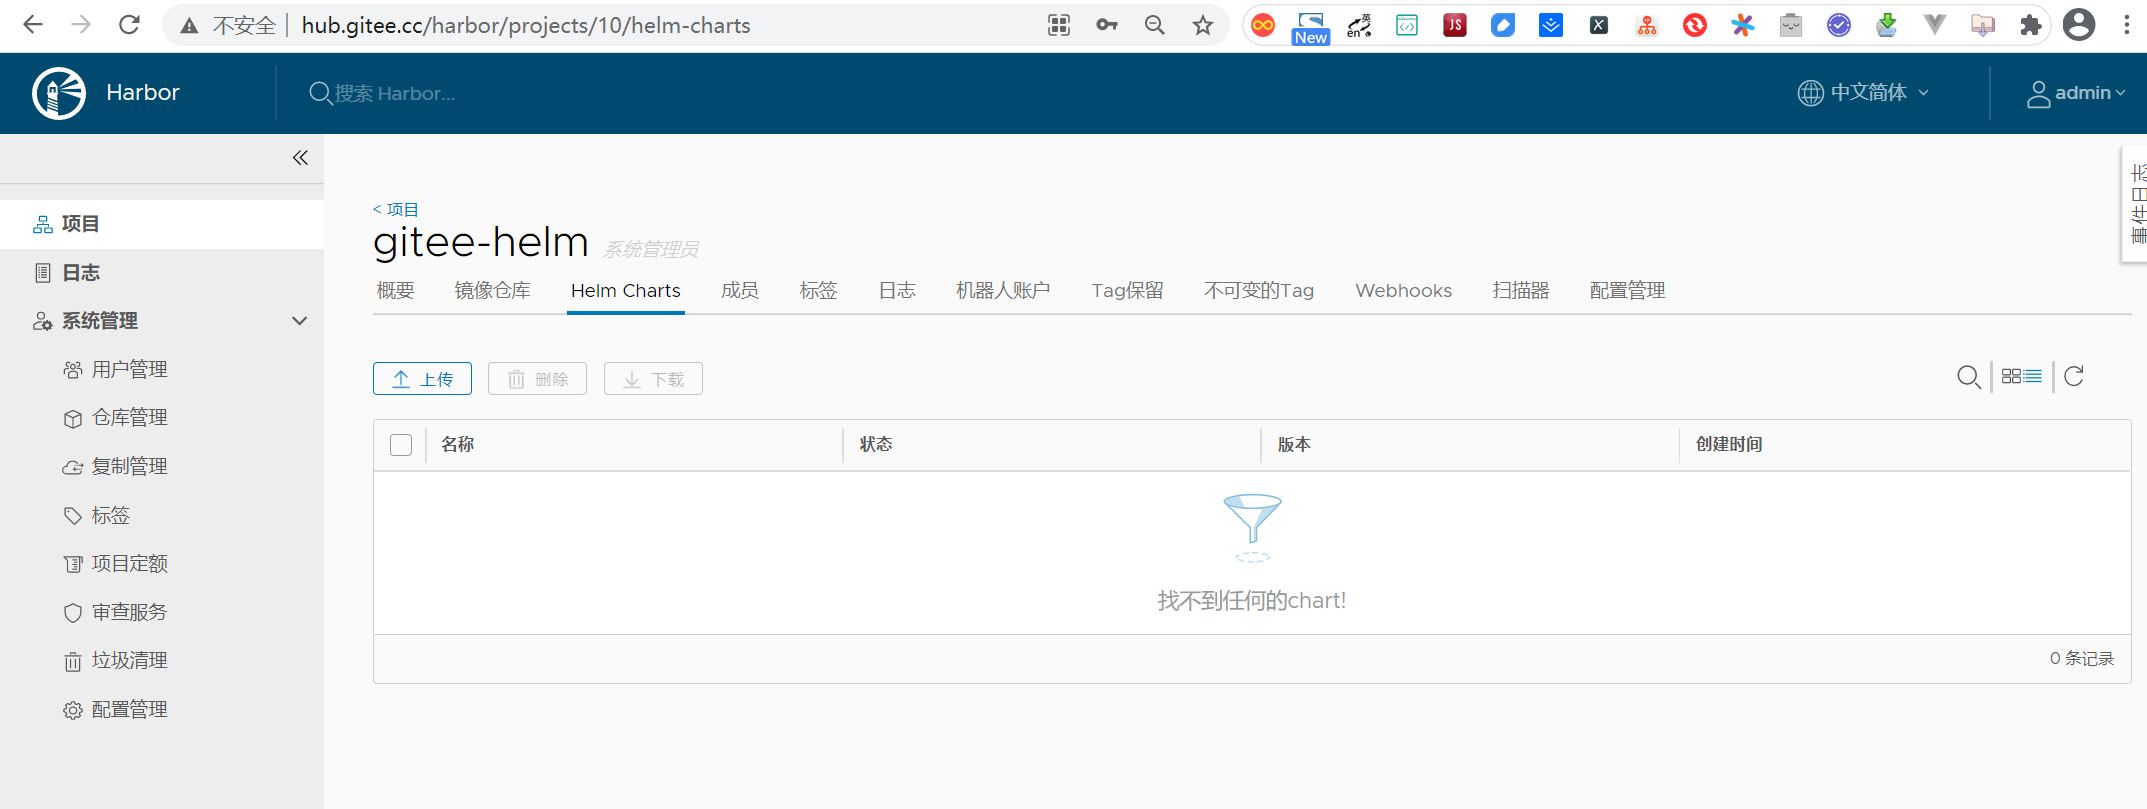 不安全 hub.gitee.cc/harbor/projects/10/helm-charts
英
en
JS
X
New
Harbor
搜索 Harbor...
中文简体
admin
事件日志
项目
日志
系统管理
用户管理
仓库管理
复制管理
标签
项目定额
审查服务
垃圾清理
配置管理
< 项目
gitee-helm 系统管理员
概要 镜像仓库 Helm Charts 成员 标签 日志 机器人账户 Tag保留 不可变的Tag Webhooks 扫描器 配置管理
上传 删除 下载
名称 状态 版本 创建时间
找不到任何的chart!
0 条记录